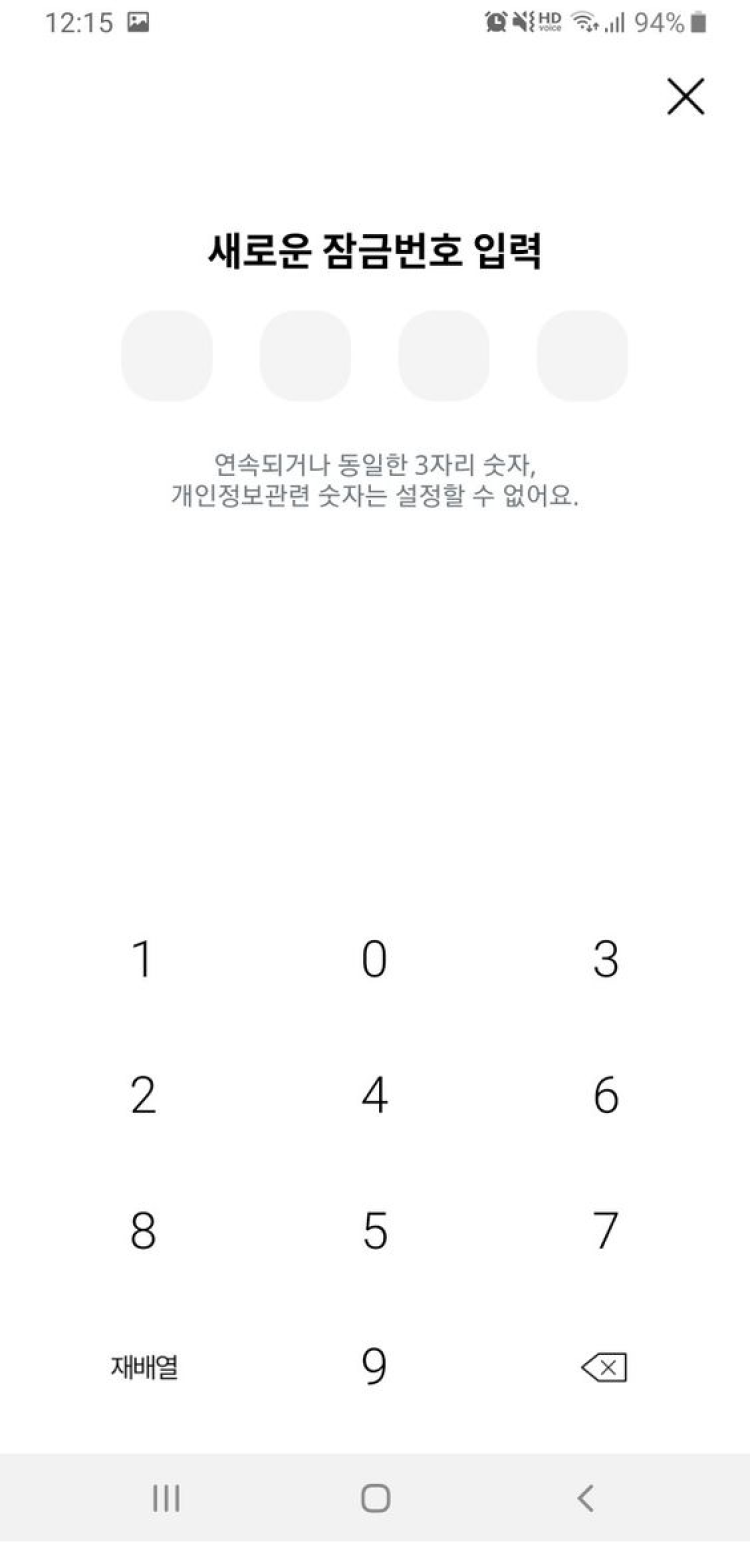 12:15 HD voice 94%
새로운 잠금번호 입력
연속되거나 동일한 3자리 숫자,
개인정보관련 숫자는 설정할 수 없어요.
1 0 3
2 4 6
8 5 7
재배열 9